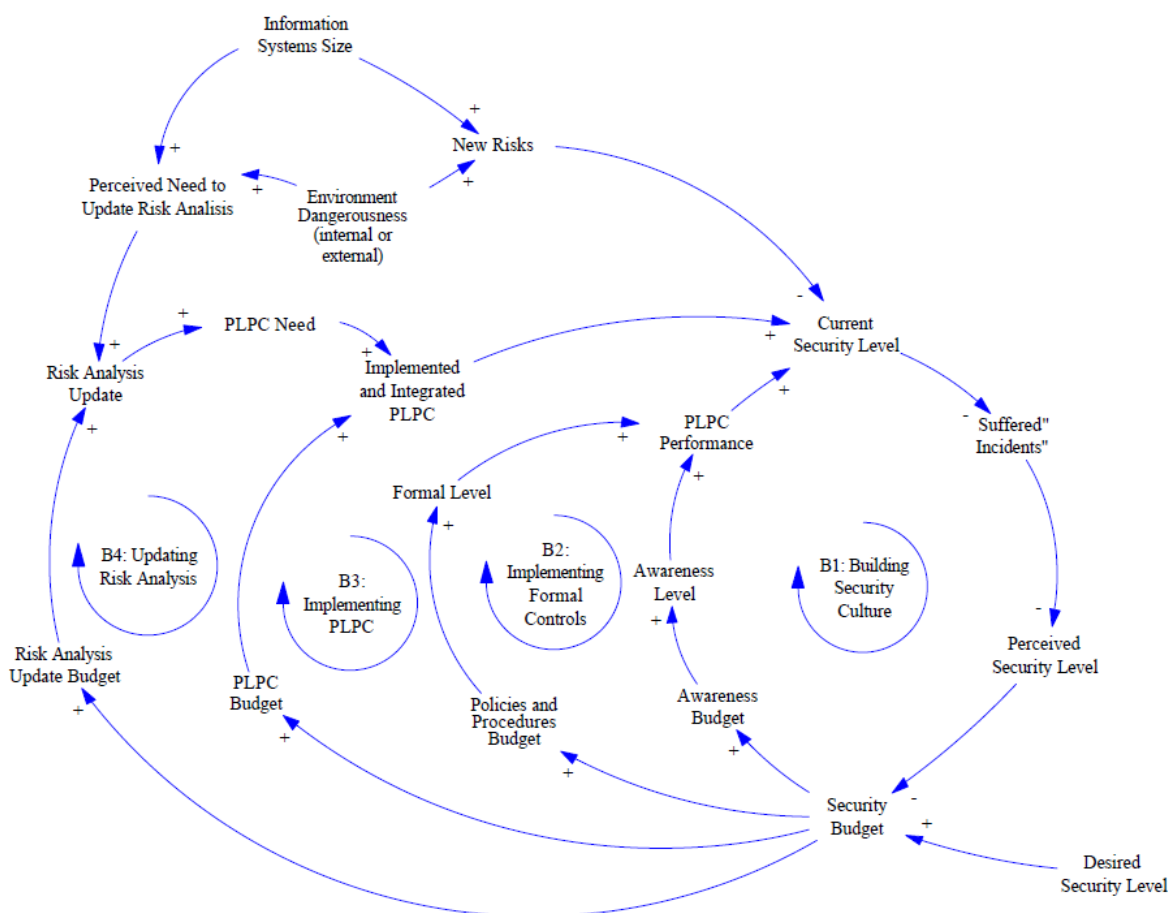 Information
Systems Size
+
New Risks
+
+
Perceived Need to
Update Risk Analisis
+
+
Environment
Dangerousness
(internal or
external)
-
Current
Security Level
+
+
+
PLPC Need
+
Implemented
and Integrated
PLPC
+
+
Risk Analysis
Update
+
PLPC
Performance
+
+
-
Suffered"
Incidents"
Formal Level
+
B4: Updating
Risk Analysis
B3:
Implementing
PLPC
B2:
Implementing
Formal
Controls
Awareness
Level
+
B1: Building
Security
Culture
-
Perceived
Security Level
Risk Analysis
Update Budget
+
PLPC
Budget
+
Policies and
Procedures
Budget
+
Awareness
Budget
+
-
Security
Budget
+
Desired
Security Level